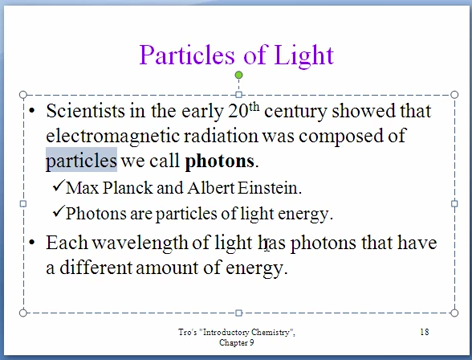 Particles of Light
• Scientists in the early 20th century showed that
electromagnetic radiation was composed of
particles we call photons.
✓Max Planck and Albert Einstein.
✓Photons are particles of light energy.
• Each wavelength of light has photons that have
a different amount of energy.
Tro's "Introductory Chemistry",
Chapter 9
18